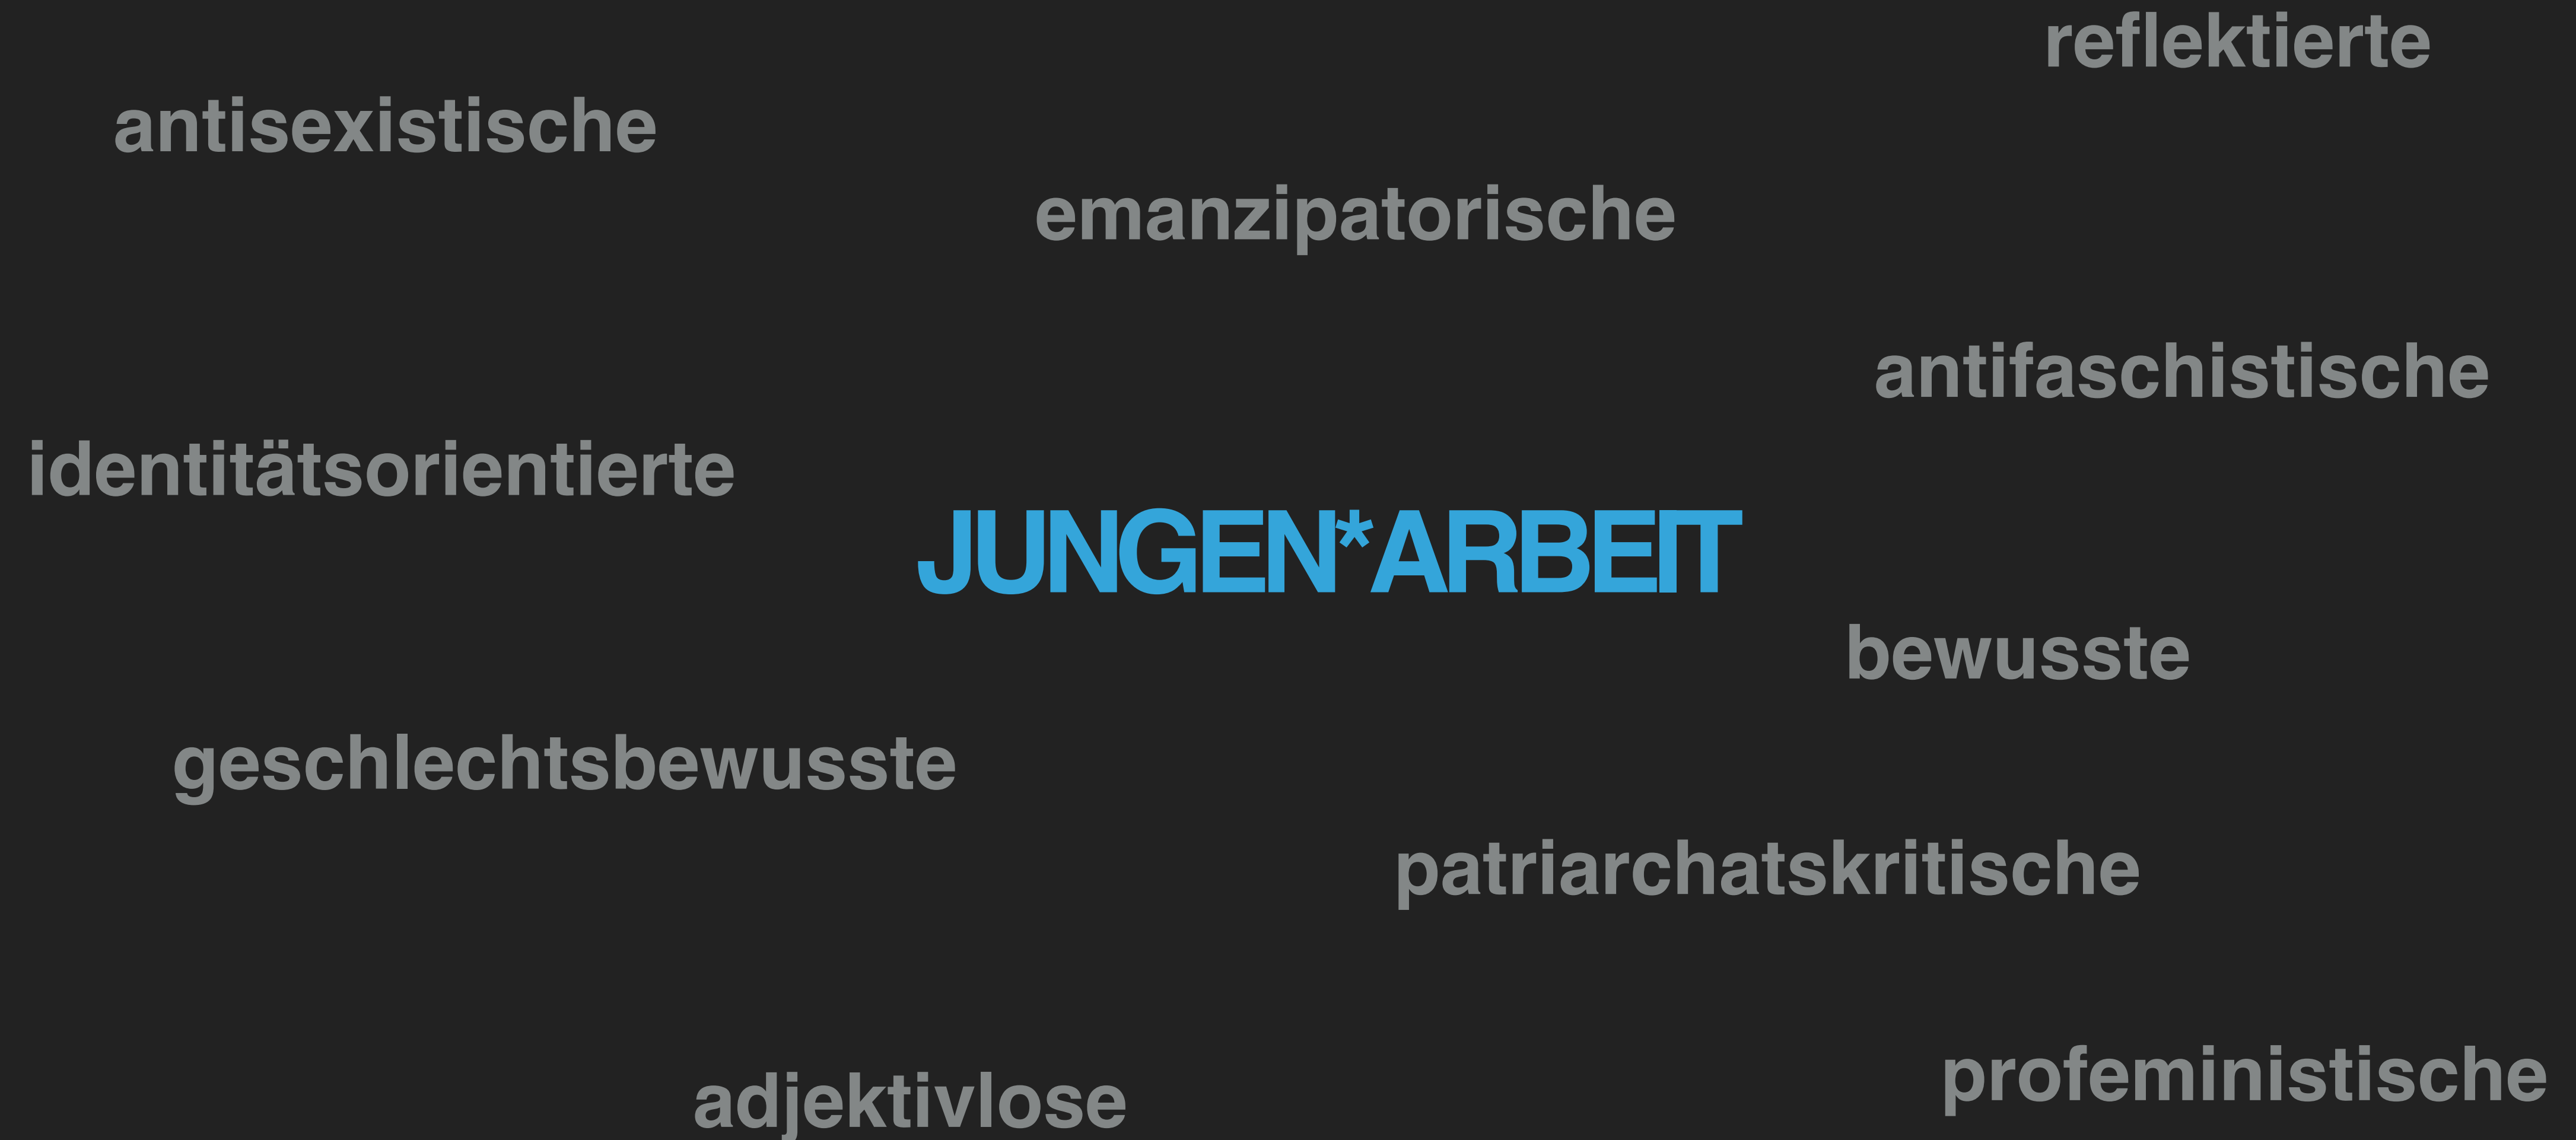 reflektierte
antisexistische
emanzipatorische
antifaschistische
identitätsorientierte
JUNGEN*ARBEIT
bewusste
geschlechtsbewusste
patriarchatskritische
profeministische
adjektivlose